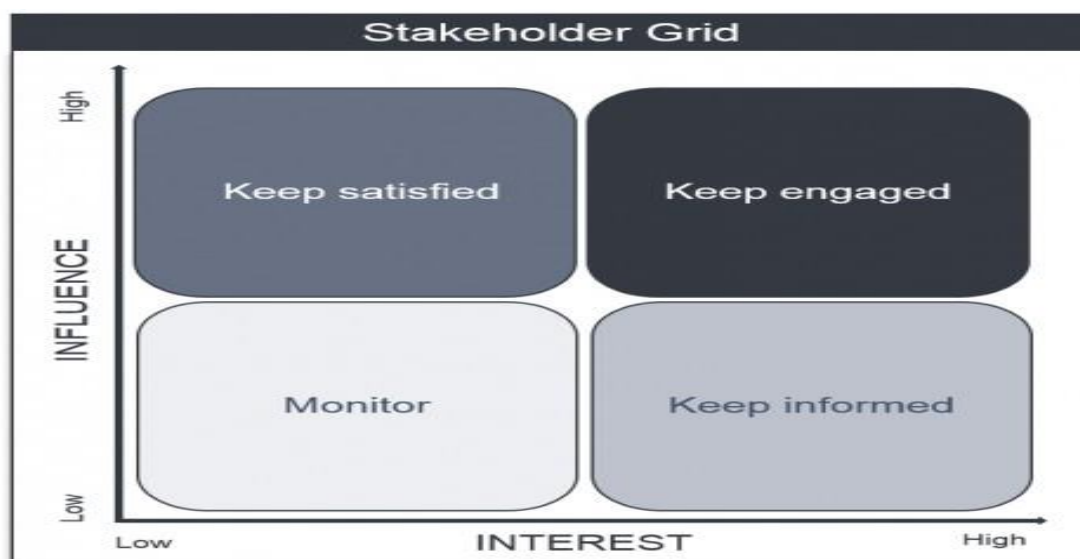 Stakeholder Grid
High
Keep satisfied
Keep engaged
INFLUENCE
Monitor
Keep informed
Low
Low
INTEREST
High